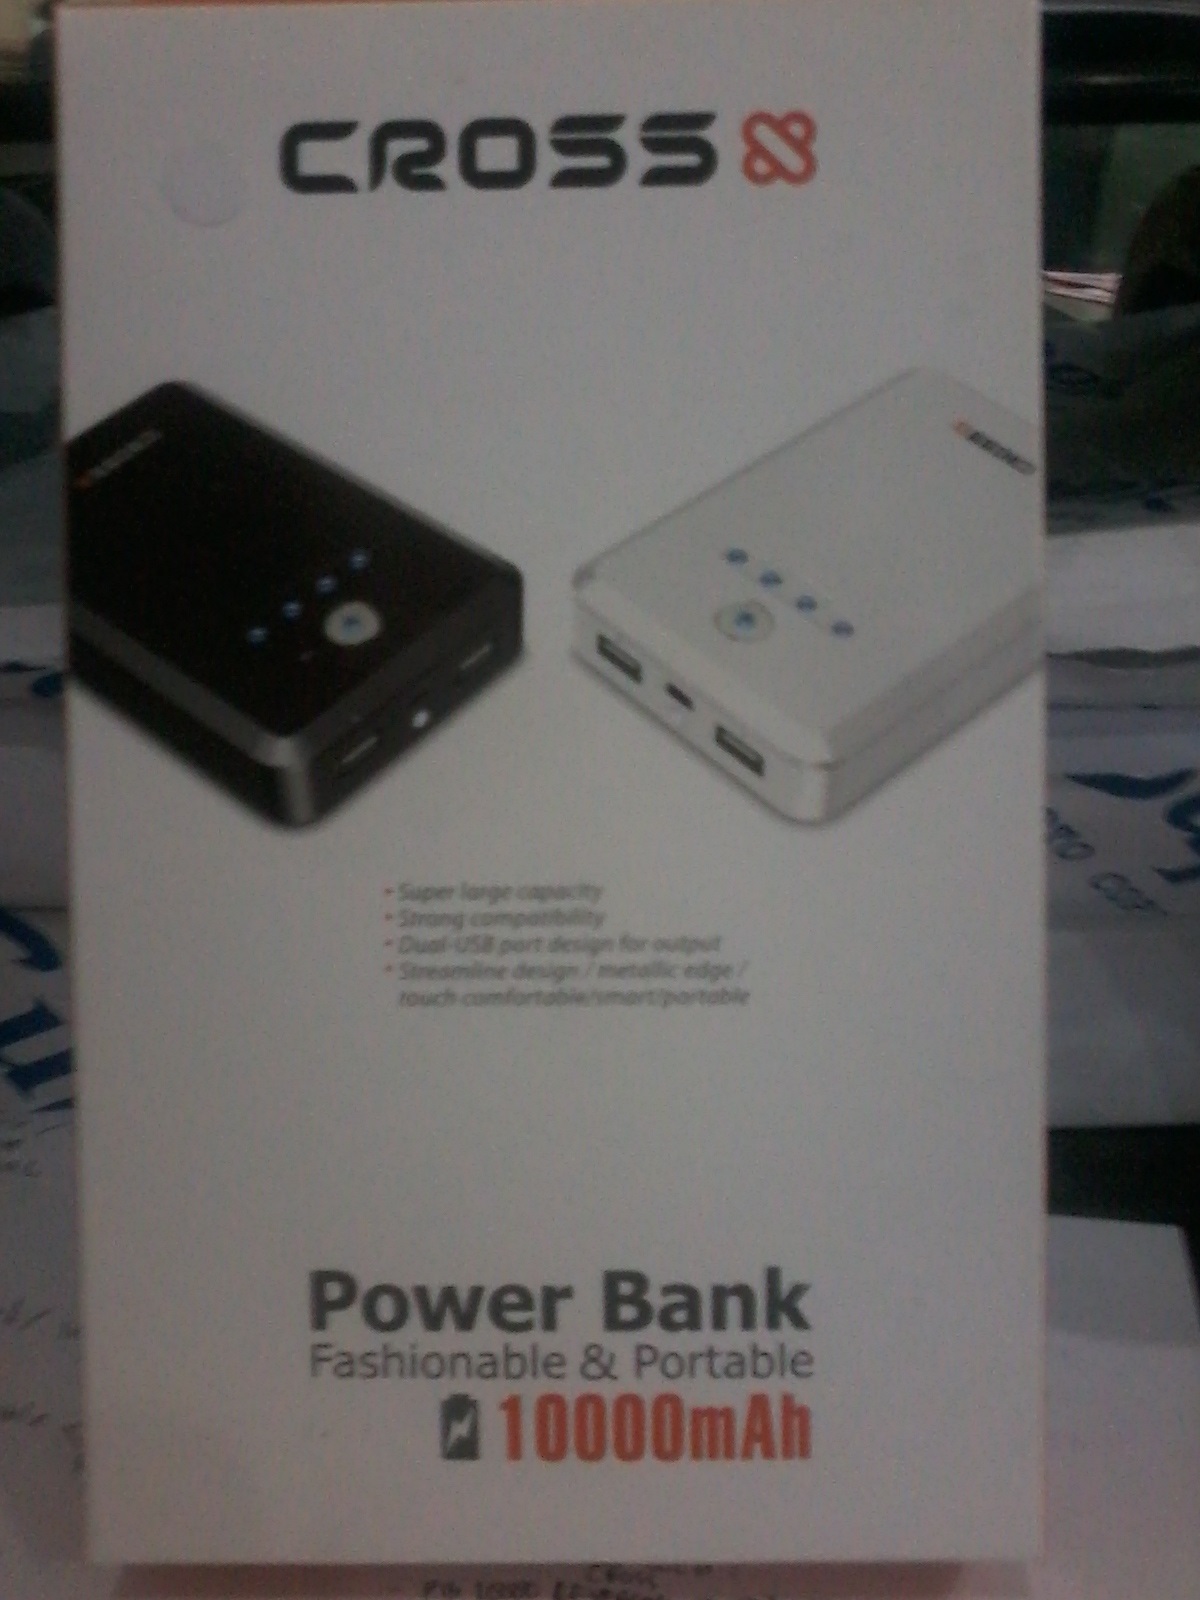 CROSS
Super large capacity
Strong compatibility
Dual USB port design for output
Streamline design / metallic edge /
touch comfortable/smart/portable
Power Bank
Fashionable & Portable
10000mAh